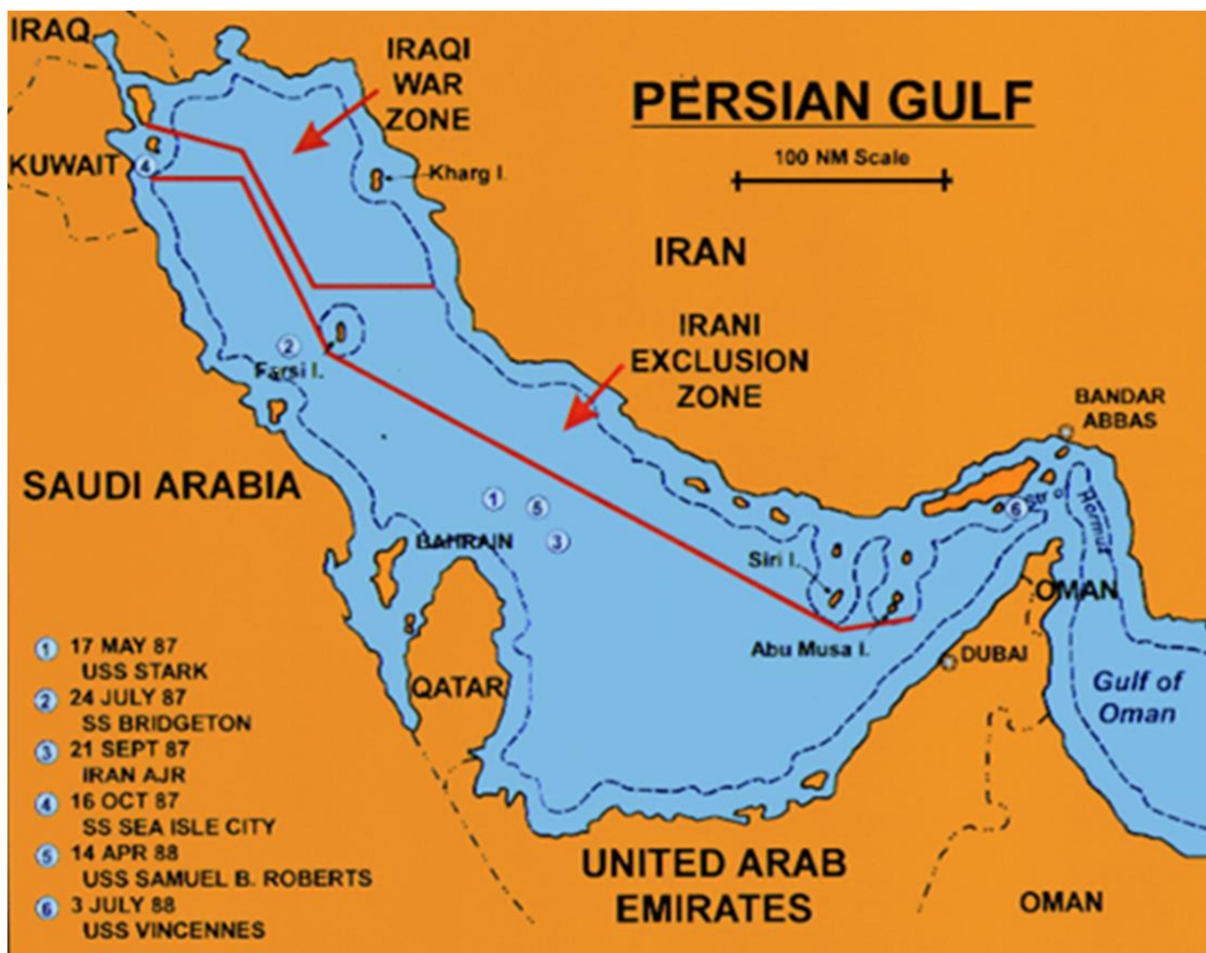 IRAQ
IRAQI
WAR
ZONE
PERSIAN GULF
100 NM Scale
KUWAIT
4
Kharg I.
IRAN
IRANI
EXCLUSION
ZONE
2
Farsi I.
BANDAR
ABBAS
SAUDI ARABIA
1
5
3
6
Str of
Hormuz
BAHRAIN
Siri I.
OMAN
Abu Musa I.
DUBAI
QATAR
Gulf of
Oman
1 17 MAY 87
USS STARK
2 24 JULY 87
SS BRIDGETON
3 21 SEPT 87
IRAN AJR
4 16 OCT 87
SS SEA ISLE CITY
5 14 APR 88
USS SAMUEL B. ROBERTS
6 3 JULY 88
USS VINCENNES
UNITED ARAB
EMIRATES
OMAN